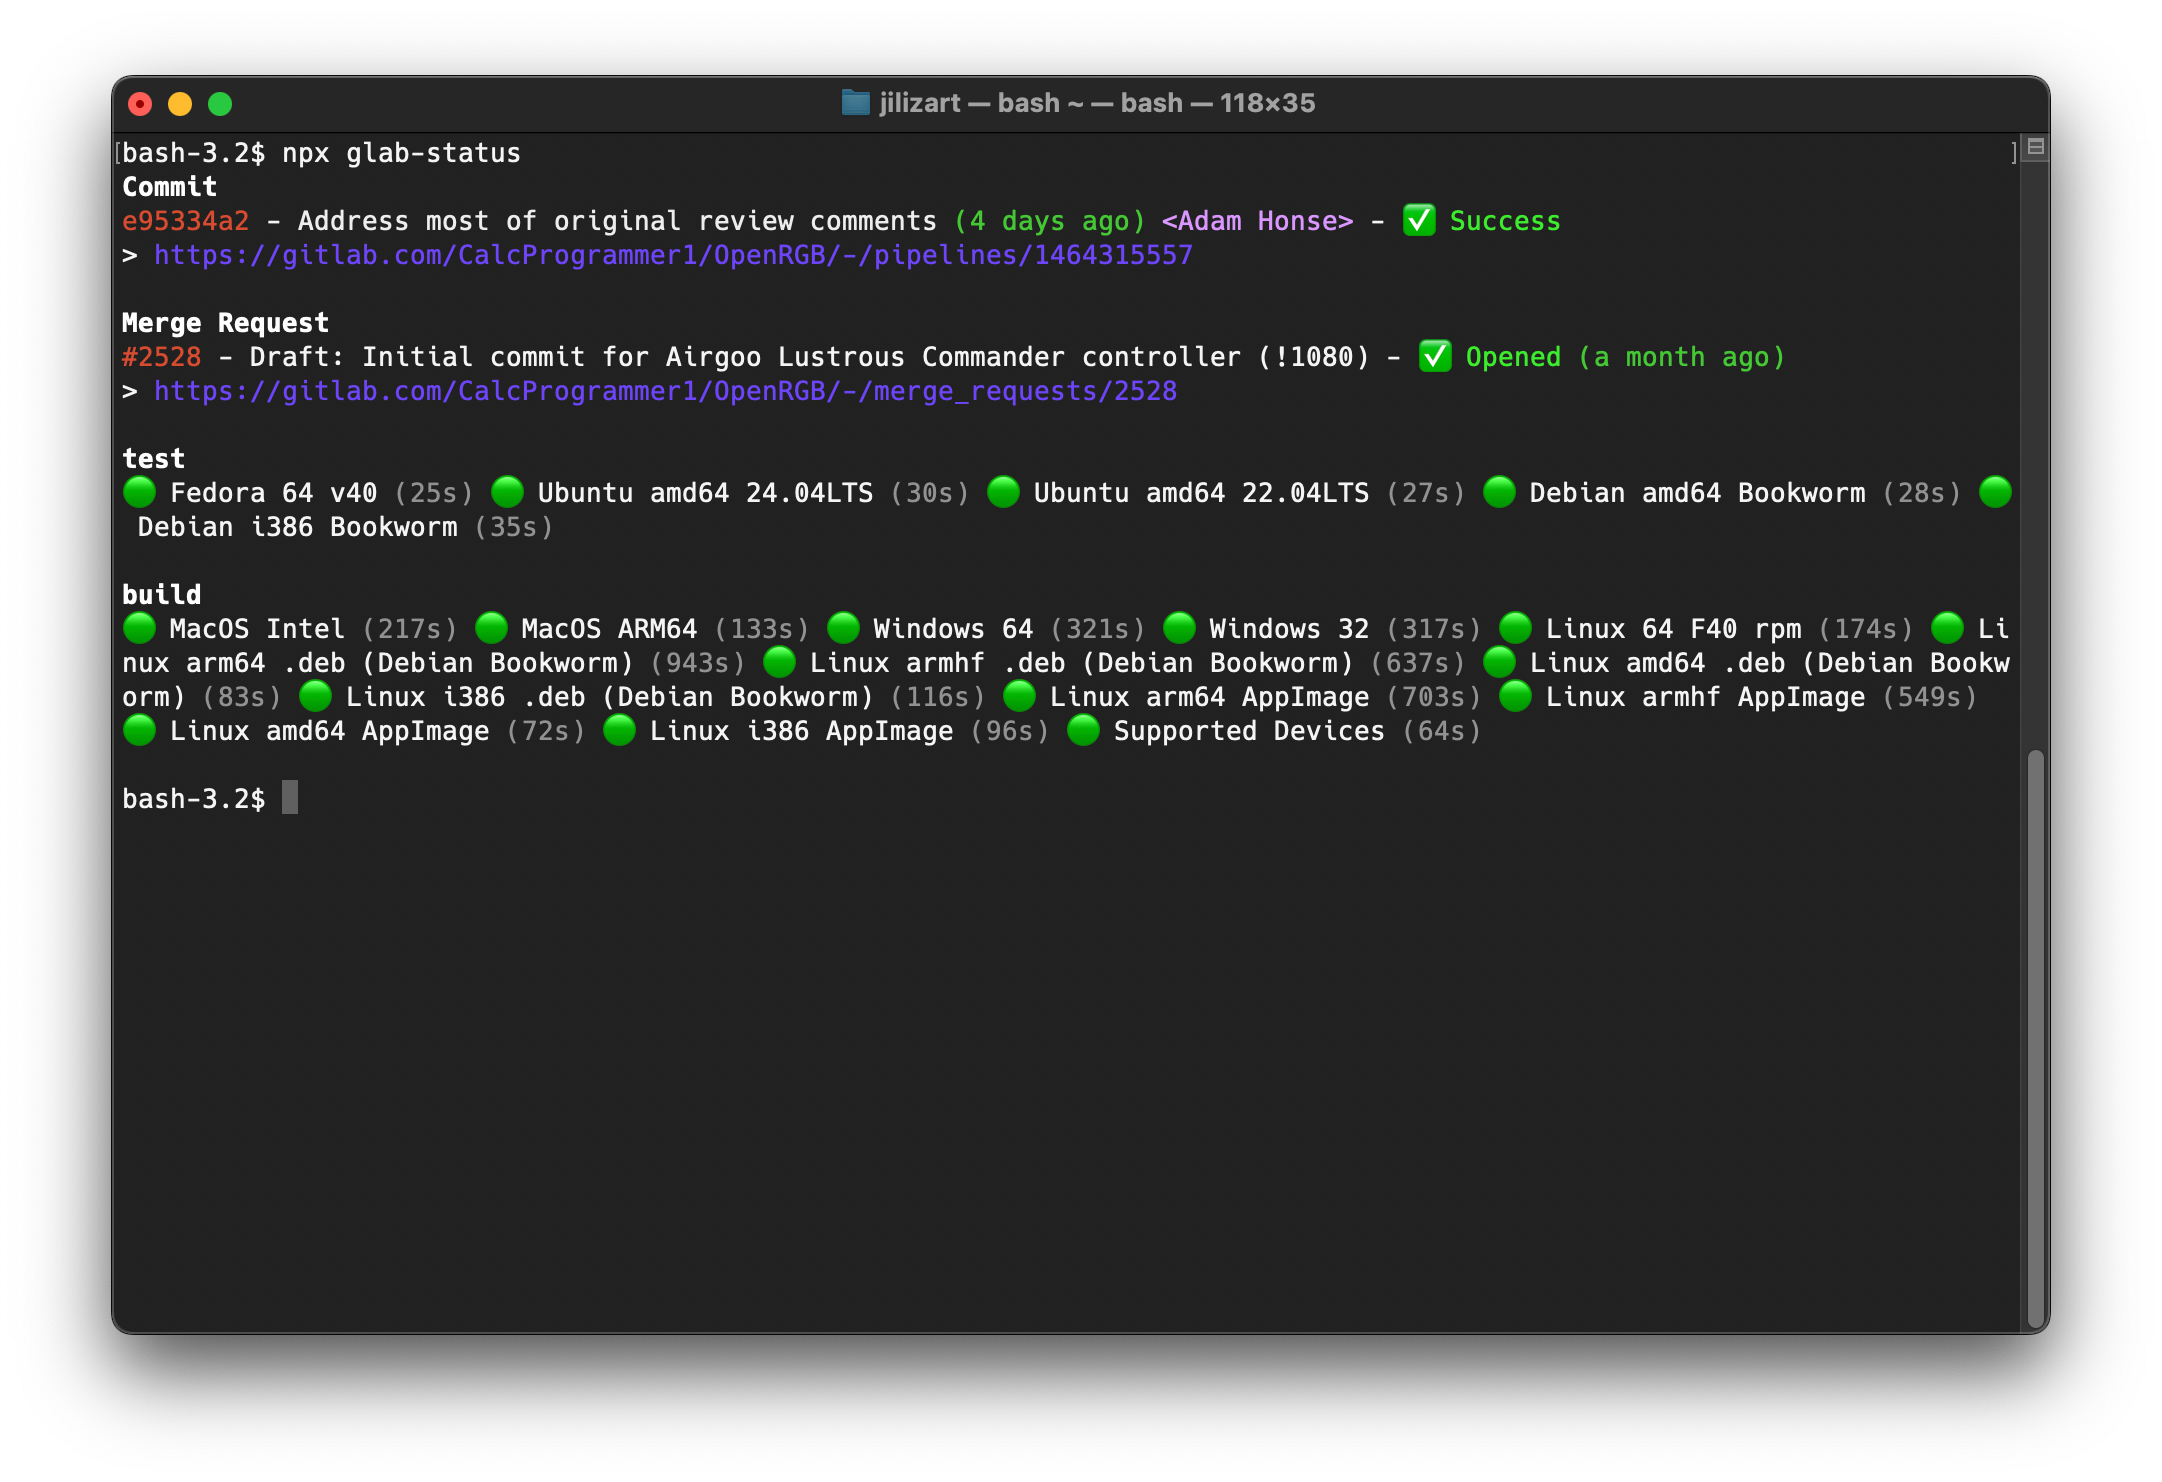 jilizart — bash ~ — bash — 118×35
[bash-3.2$ npx glab-status ]
Commit
e95334a2 - Address most of original review comments (4 days ago) <Adam Honse> - ✅ Success
> https://gitlab.com/CalcProgrammer1/OpenRGB/-/pipelines/1464315557
Merge Request
#2528 - Draft: Initial commit for Airgoo Lustrous Commander controller (!1080) - ✅ Opened (a month ago)
> https://gitlab.com/CalcProgrammer1/OpenRGB/-/merge_requests/2528
test
🟢 Fedora 64 v40 (25s) 🟢 Ubuntu amd64 24.04LTS (30s) 🟢 Ubuntu amd64 22.04LTS (27s) 🟢 Debian amd64 Bookworm (28s) 🟢
Debian i386 Bookworm (35s)
build
🟢 MacOS Intel (217s) 🟢 MacOS ARM64 (133s) 🟢 Windows 64 (321s) 🟢 Windows 32 (317s) 🟢 Linux 64 F40 rpm (174s) 🟢 Li
nux arm64 .deb (Debian Bookworm) (943s) 🟢 Linux armhf .deb (Debian Bookworm) (637s) 🟢 Linux amd64 .deb (Debian Bookw
orm) (83s) 🟢 Linux i386 .deb (Debian Bookworm) (116s) 🟢 Linux arm64 AppImage (703s) 🟢 Linux armhf AppImage (549s)
🟢 Linux amd64 AppImage (72s) 🟢 Linux i386 AppImage (96s) 🟢 Supported Devices (64s)
bash-3.2$